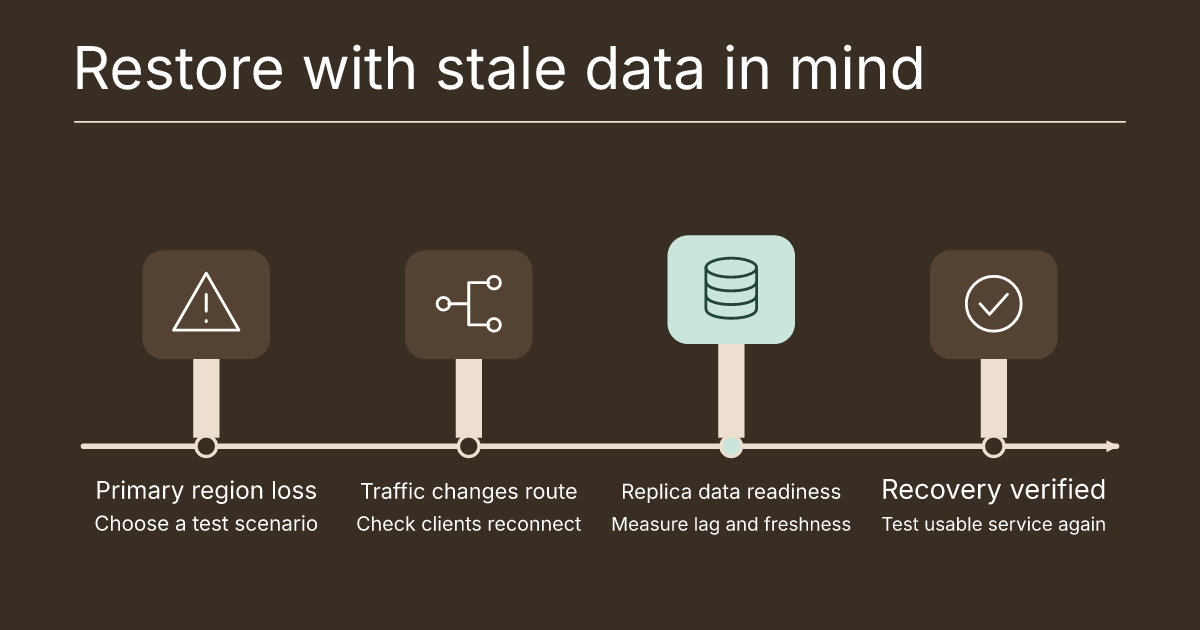 Restore with stale data in mind
Primary region loss
Choose a test scenario
Traffic changes route
Check clients reconnect
Replica data readiness
Measure lag and freshness
Recovery verified
Test usable service again